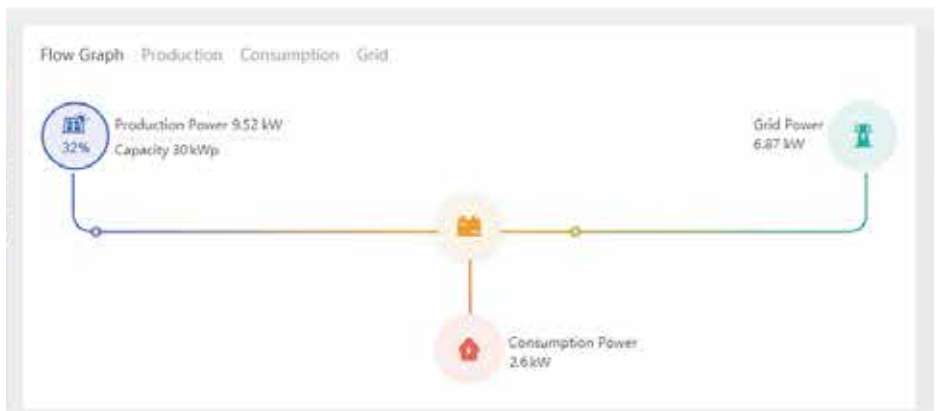 Flow Graph Production Consumption Grid
32%
Production Power 9.52 kW
Capacity 30 kWp
Grid Power
6.87 kW
Consumption Power
2.6 kW